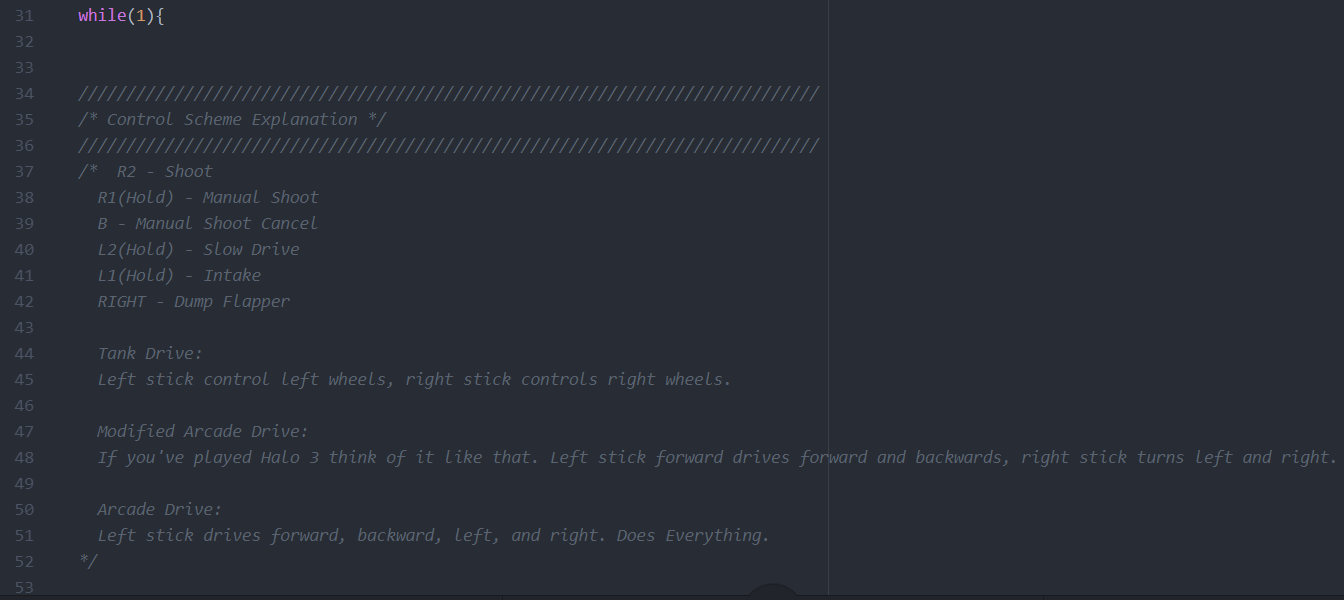 31 while(1){
32
33
34 /////////////////////////////////////////////////////////////////////////////
35 /* Control Scheme Explanation */
36 /////////////////////////////////////////////////////////////////////////////
37 /*  R2 - Shoot
38 R1(Hold) - Manual Shoot
39 B - Manual Shoot Cancel
40 L2(Hold) - Slow Drive
41 L1(Hold) - Intake
42 RIGHT - Dump Flapper
43
44 Tank Drive:
45 Left stick control left wheels, right stick controls right wheels.
46
47 Modified Arcade Drive:
48 If you've played Halo 3 think of it like that. Left stick forward drives forward and backwards, right stick turns left and right.
49
50 Arcade Drive:
51 Left stick drives forward, backward, left, and right. Does Everything.
52 */
53